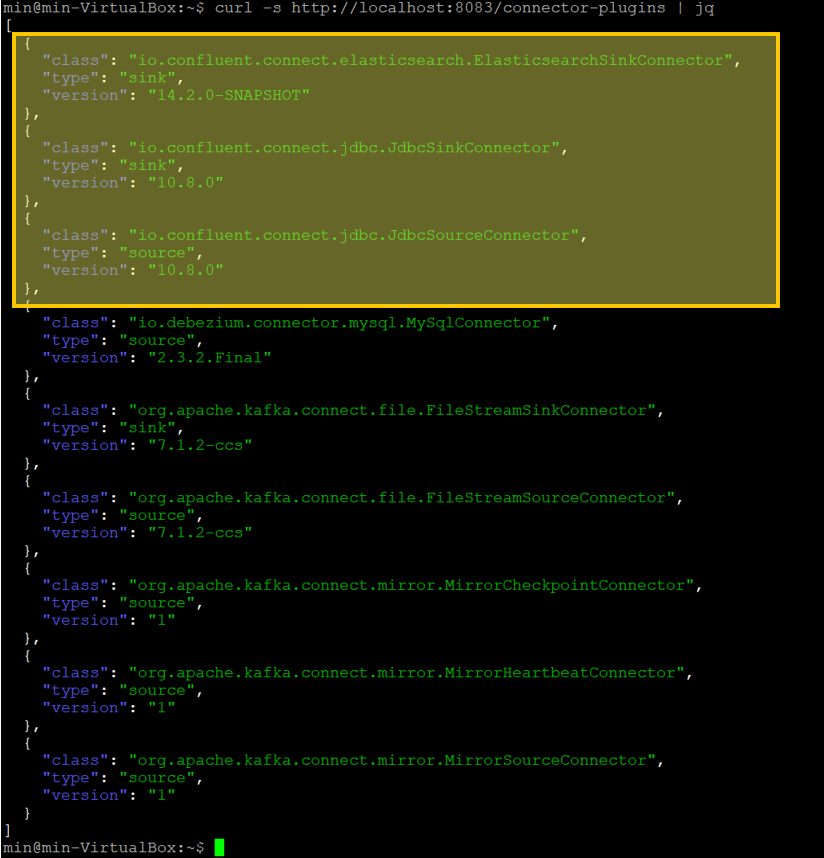 min@min-VirtualBox:~$ curl -s http://localhost:8083/connector-plugins | jq
[
  {
    "class": "io.confluent.connect.elasticsearch.ElasticsearchSinkConnector",
    "type": "sink",
    "version": "14.2.0-SNAPSHOT"
  },
  {
    "class": "io.confluent.connect.jdbc.JdbcSinkConnector",
    "type": "sink",
    "version": "10.8.0"
  },
  {
    "class": "io.confluent.connect.jdbc.JdbcSourceConnector",
    "type": "source",
    "version": "10.8.0"
  },
  {
    "class": "io.debezium.connector.mysql.MySqlConnector",
    "type": "source",
    "version": "2.3.2.Final"
  },
  {
    "class": "org.apache.kafka.connect.file.FileStreamSinkConnector",
    "type": "sink",
    "version": "7.1.2-ccs"
  },
  {
    "class": "org.apache.kafka.connect.file.FileStreamSourceConnector",
    "type": "source",
    "version": "7.1.2-ccs"
  },
  {
    "class": "org.apache.kafka.connect.mirror.MirrorCheckpointConnector",
    "type": "source",
    "version": "1"
  },
  {
    "class": "org.apache.kafka.connect.mirror.MirrorHeartbeatConnector",
    "type": "source",
    "version": "1"
  },
  {
    "class": "org.apache.kafka.connect.mirror.MirrorSourceConnector",
    "type": "source",
    "version": "1"
  }
]
min@min-VirtualBox:~$